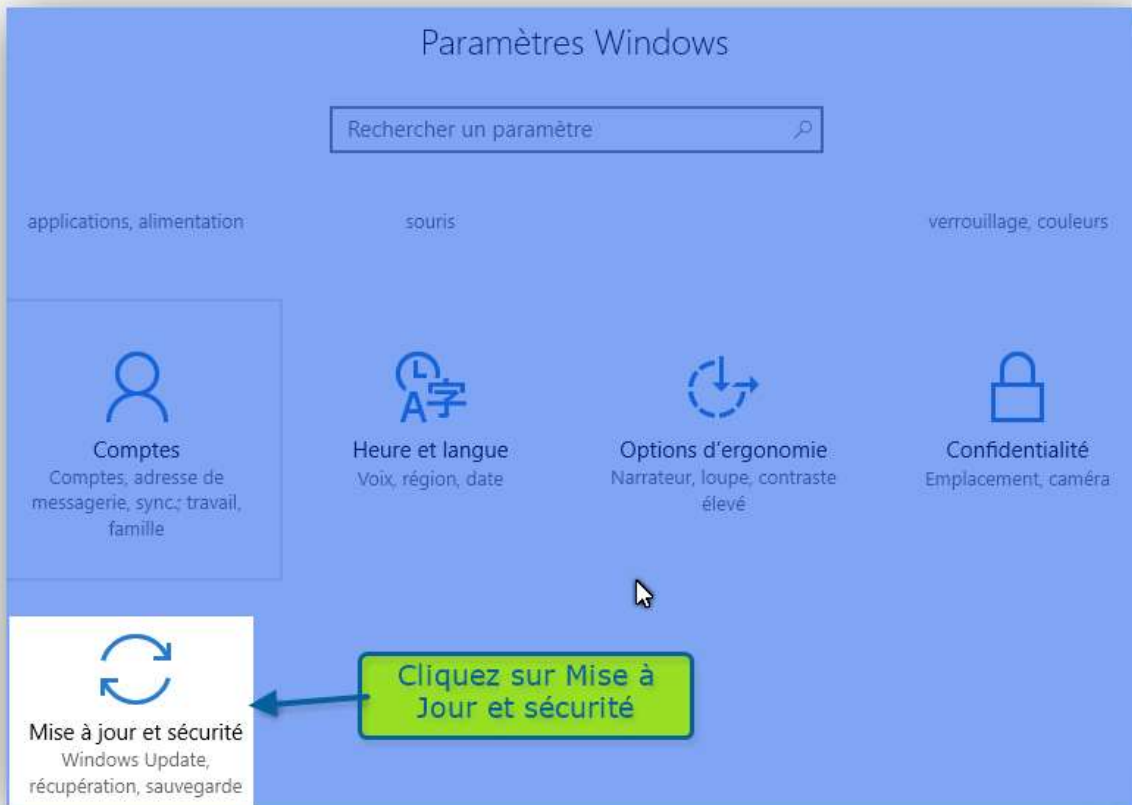 Paramètres Windows
Rechercher un paramètre
applications, alimentation
souris
verrouillage, couleurs
Comptes
Comptes, adresse de
messagerie, sync.; travail,
famille
Heure et langue
Voix, région, date
Options d'ergonomie
Narrateur, loupe, contraste
élevé
Confidentialité
Emplacement, caméra
Mise à jour et sécurité
Windows Update,
récupération, sauvegarde
Cliquez sur Mise à
Jour et sécurité